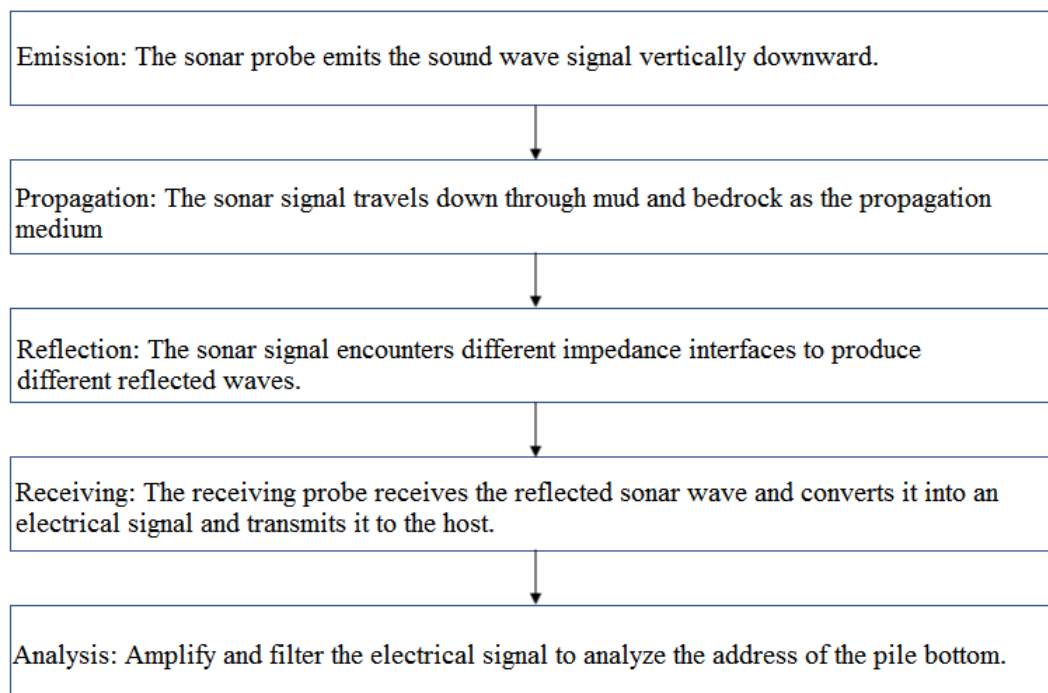 Emission: The sonar probe emits the sound wave signal vertically downward.
Propagation: The sonar signal travels down through mud and bedrock as the propagation
medium
Reflection: The sonar signal encounters different impedance interfaces to produce
different reflected waves.
Receiving: The receiving probe receives the reflected sonar wave and converts it into an
electrical signal and transmits it to the host.
Analysis: Amplify and filter the electrical signal to analyze the address of the pile bottom.